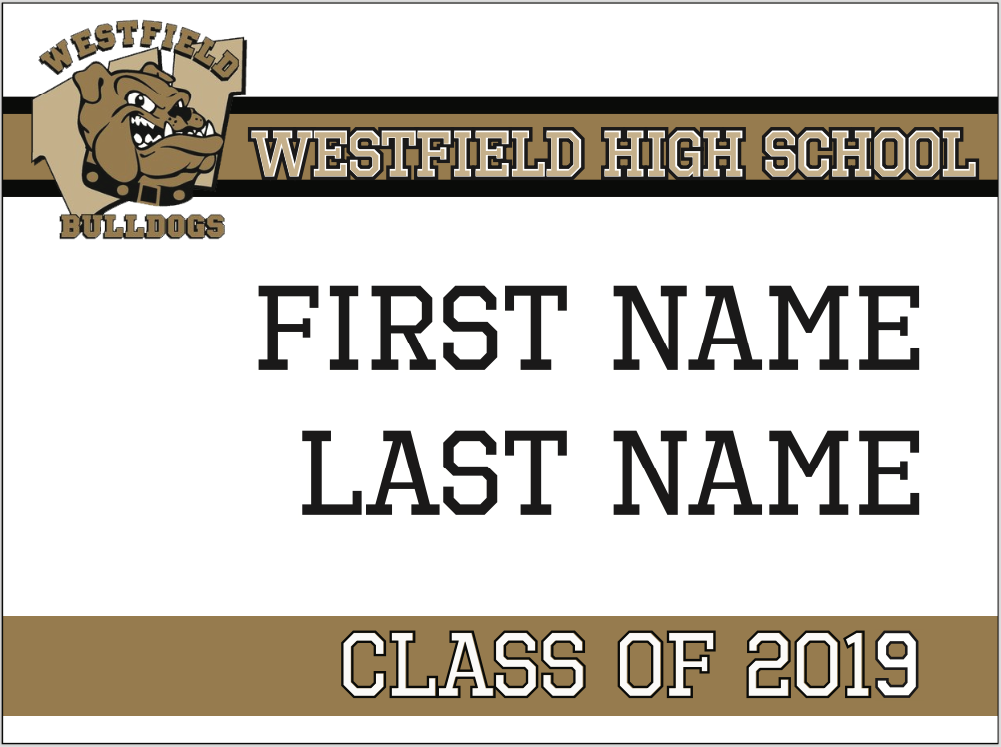 WESTFIELD
BULLDOGS
WESTFIELD HIGH SCHOOL
FIRST NAME
LAST NAME
CLASS OF 2019